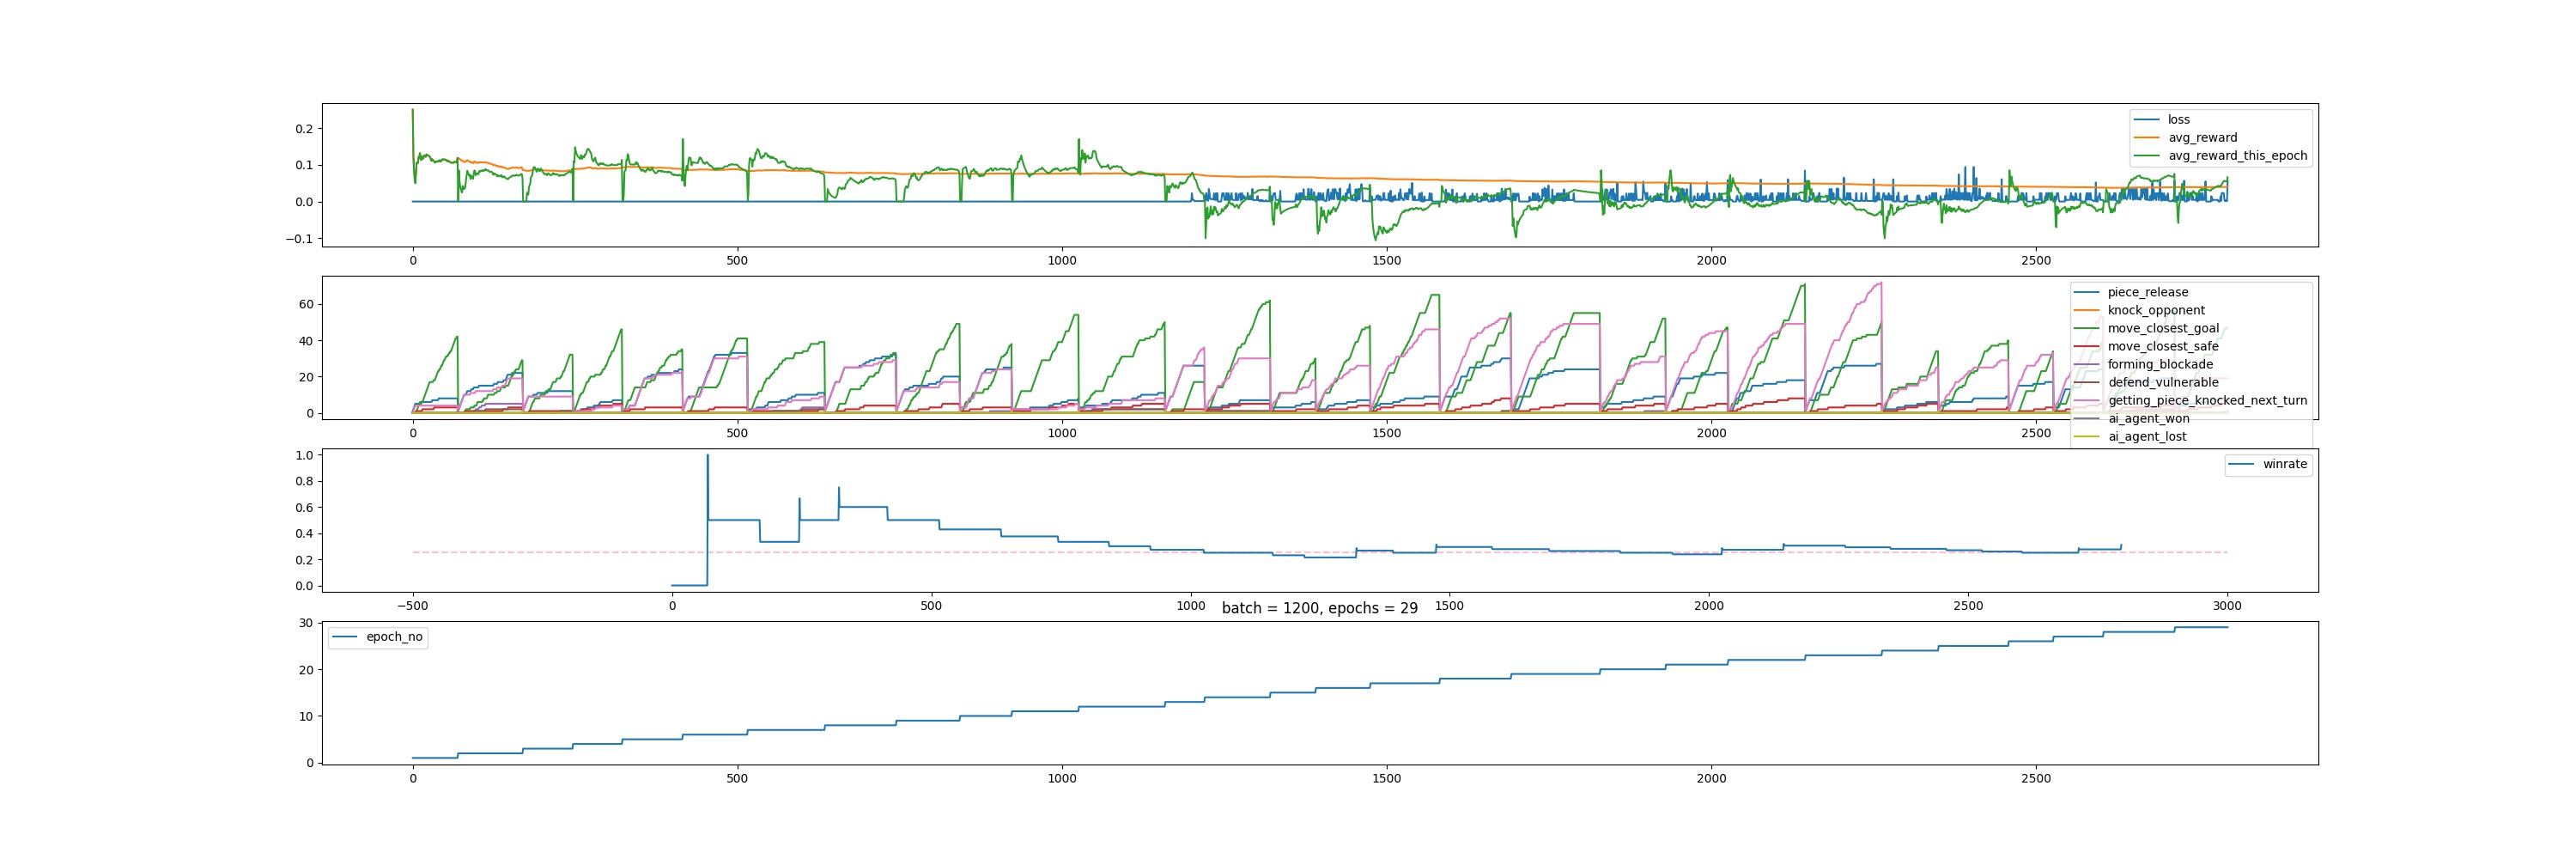 0.2
0.1
0.0
−0.1
loss
avg_reward
avg_reward_this_epoch
0 500 1000 1500 2000 2500
60
40
20
0
piece_release
knock_opponent
move_closest_goal
move_closest_safe
forming_blockade
defend_vulnerable
getting_piece_knocked_next_turn
ai_agent_won
ai_agent_lost
0 500 1000 1500 2000 2500
1.0
0.8
0.6
0.4
0.2
0.0
winrate
−500 0 500 1000 1500 2000 2500 3000
batch = 1200, epochs = 29
30
20
10
0
epoch_no
0 500 1000 1500 2000 2500